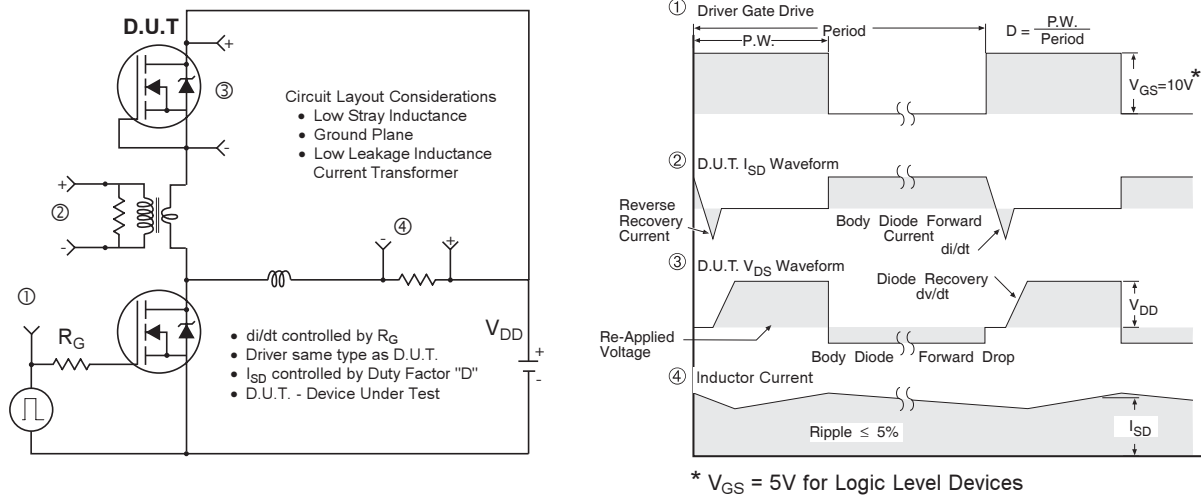 D.U.T
+
③
-
Circuit Layout Considerations
• Low Stray Inductance
• Ground Plane
• Low Leakage Inductance
Current Transformer
+
②
-
④
-
+
①
R_G
V_DD
+
-
• di/dt controlled by R_G
• Driver same type as D.U.T.
• I_SD controlled by Duty Factor "D"
• D.U.T. - Device Under Test
① Driver Gate Drive
P.W.
Period
D = P.W.
Period
V_GS=10V *
② D.U.T. I_SD Waveform
Reverse
Recovery
Current
Body Diode Forward
Current
di/dt
③ D.U.T. V_DS Waveform
Diode Recovery
dv/dt
V_DD
Re-Applied
Voltage
Body Diode Forward Drop
④ Inductor Current
Ripple ≤ 5%
I_SD
* V_GS = 5V for Logic Level Devices